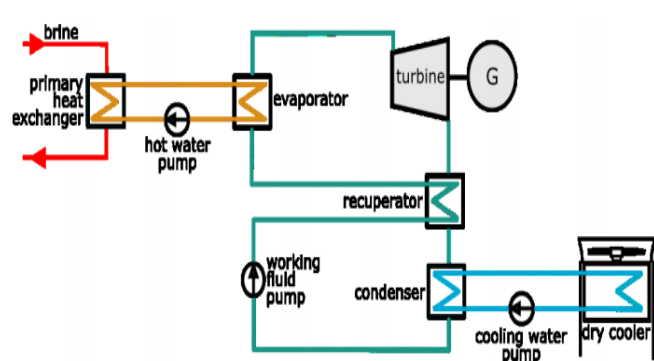 brine
primary
heat
exchanger
hot water
pump
evaporator
turbine
G
recuperator
working
fluid
pump
condenser
cooling water
pump
dry cooler